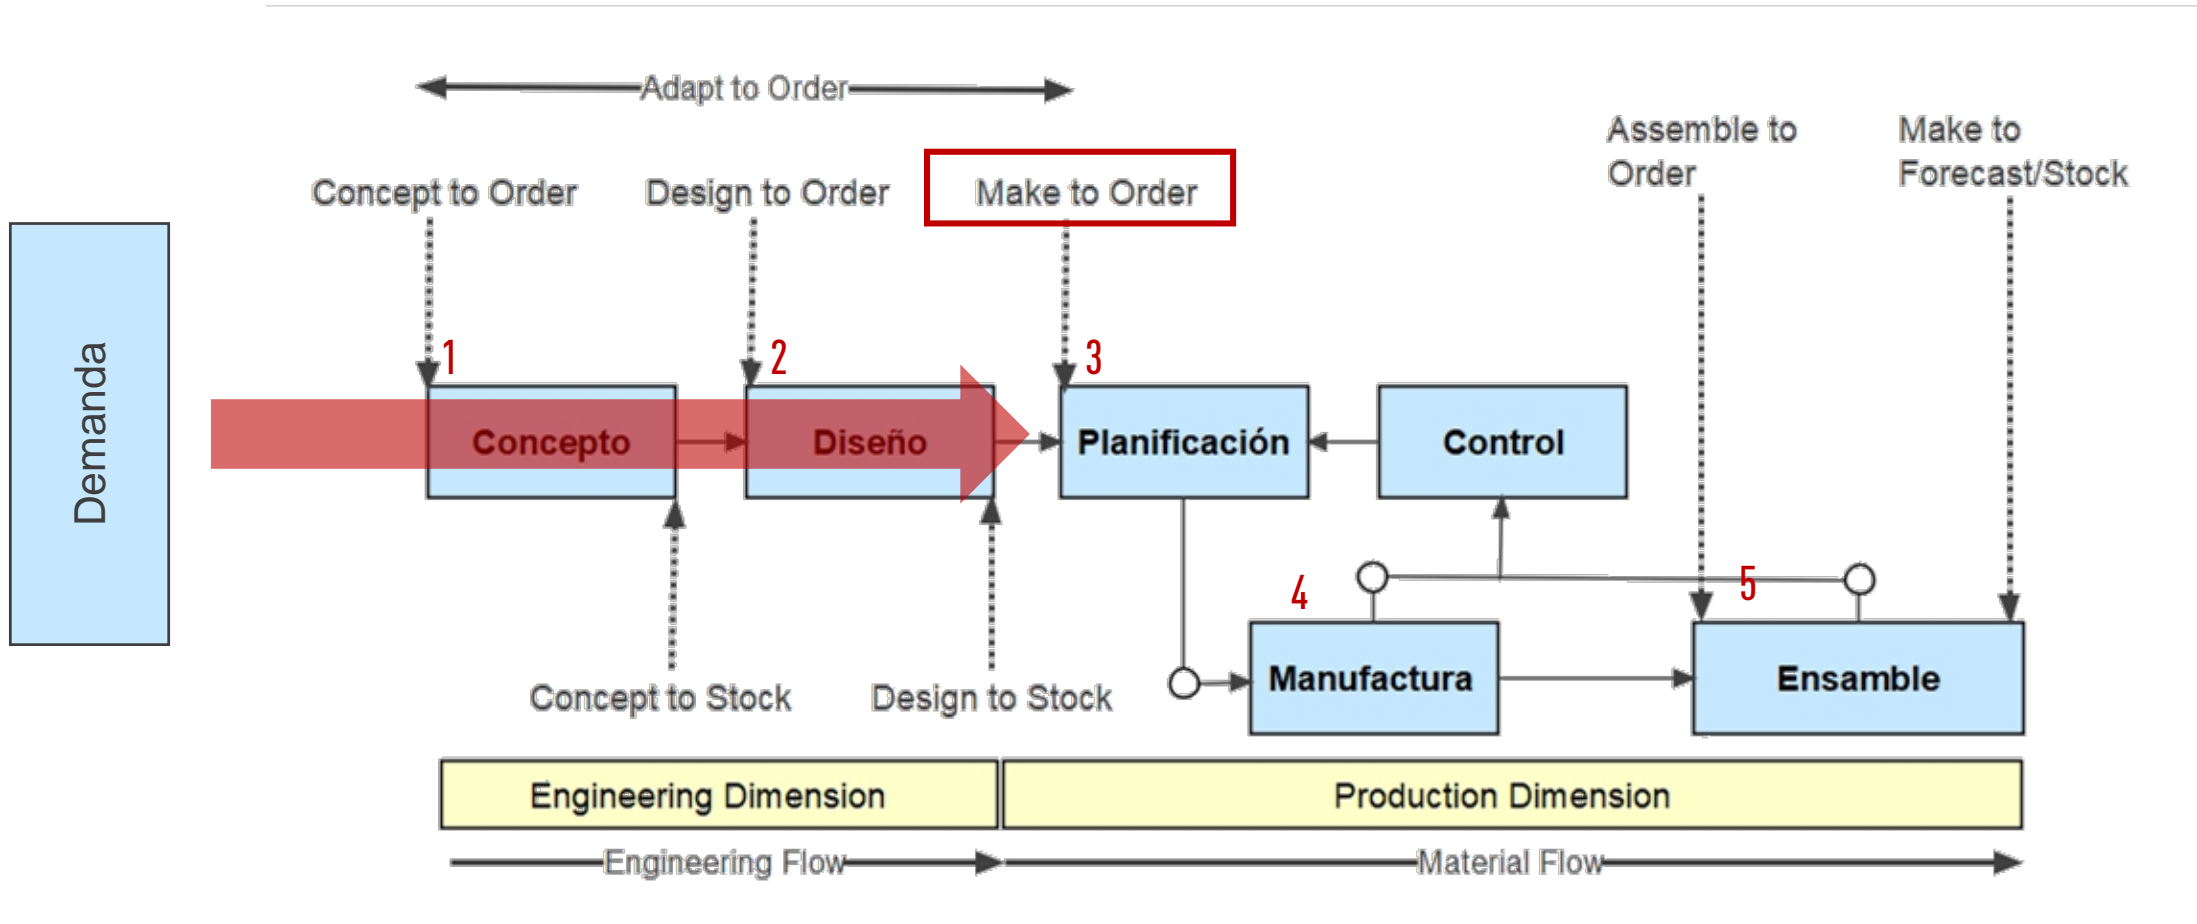 Adapt to Order
Assemble to
Order
Make to
Forecast/Stock
Concept to Order
Design to Order
Make to Order
Demanda
1
2
3
Concepto
Diseño
Planificación
Control
4
5
Manufactura
Ensamble
Concept to Stock
Design to Stock
Engineering Dimension
Production Dimension
Engineering Flow
Material Flow